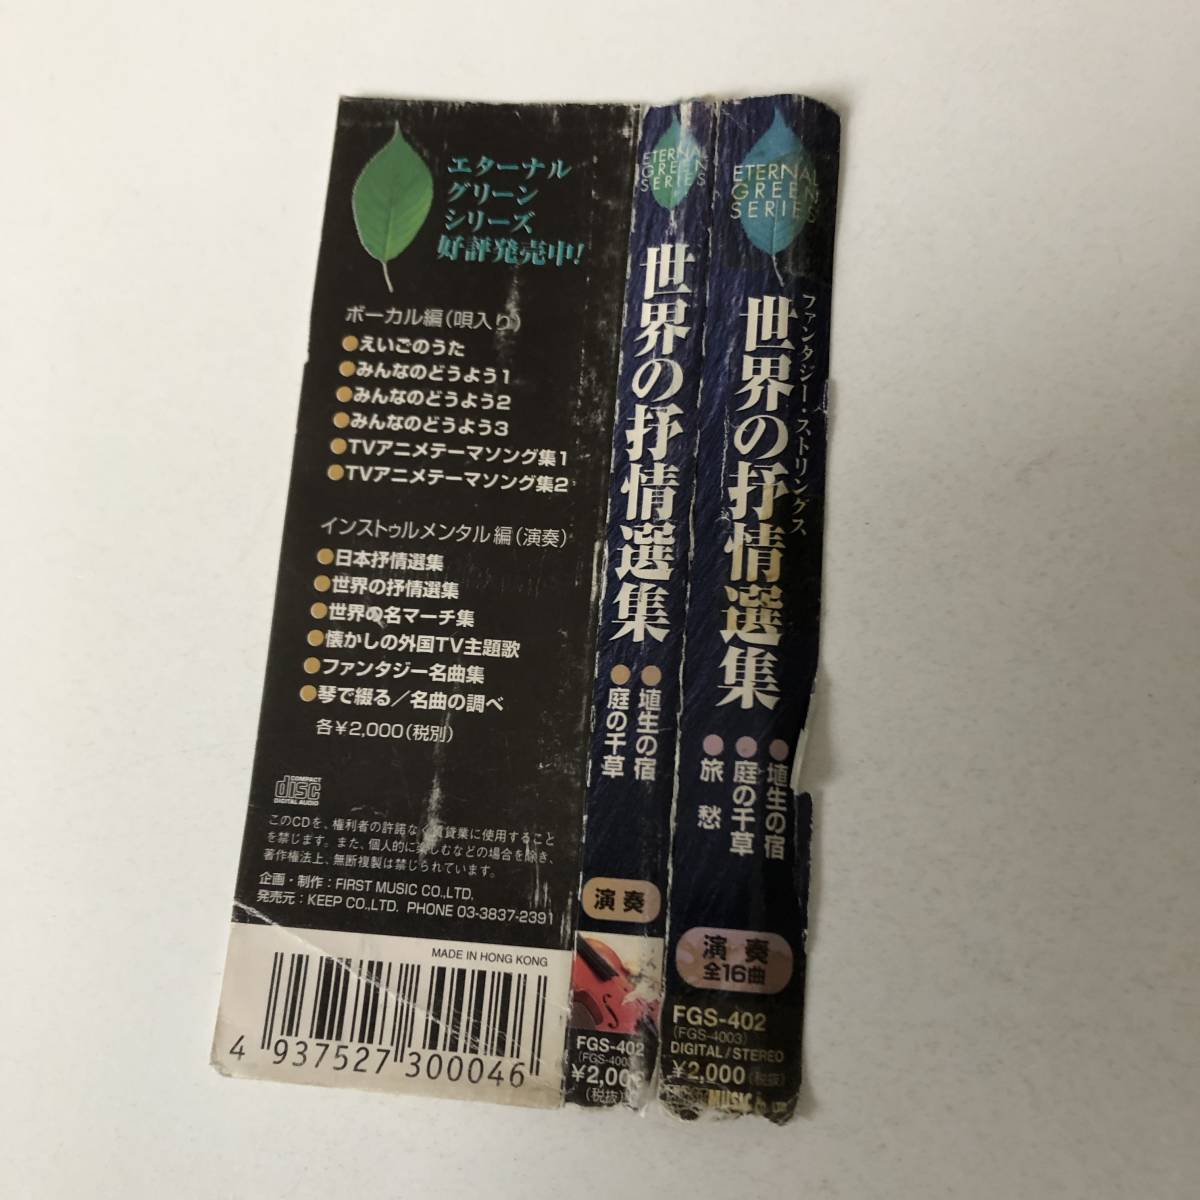 エターナル
グリーン
シリーズ
好評発売中!
ボーカル編(唄入り)
●えいごのうた
●みんなのどうよう1
●みんなのどうよう2
●みんなのどうよう3
●TVアニメテーマソング集1
●TVアニメテーマソング集2
インストゥルメンタル編(演奏)
●日本抒情選集
●世界の抒情選集
●世界の名マーチ集
●懐かしの外国TV主題歌
●ファンタジー名曲集
●琴で綴る/名曲の調べ
各¥2,000(税別)
COMPACT
disc
DIGITAL AUDIO
このCDを、権利者の許諾なく賃貸業に使用すること
を禁じます。また、個人的に楽しむなどの場合を除き、
著作権法上、無断複製は禁じられています。
企画・制作:FIRST MUSIC CO.,LTD.
発売元:KEEP CO.,LTD. PHONE 03-3837-2391
MADE IN HONG KONG
4 937527 300046
ETERNAL
GREEN
SERIES
世界の抒情選集
●埴生の宿
●庭の千草
演奏
FGS-402
(FGS-4003
¥2,00
(税抜)
ETERNAL
GREEN
SERIES
ファンタジー・ストリングス
世界の抒情選集
●埴生の宿
●庭の千草
●旅愁
演奏
全16曲
FGS-402
(FGS-4003)
DIGITAL/STEREO
¥2,000(税抜)
MUSIC Co.,LTD.